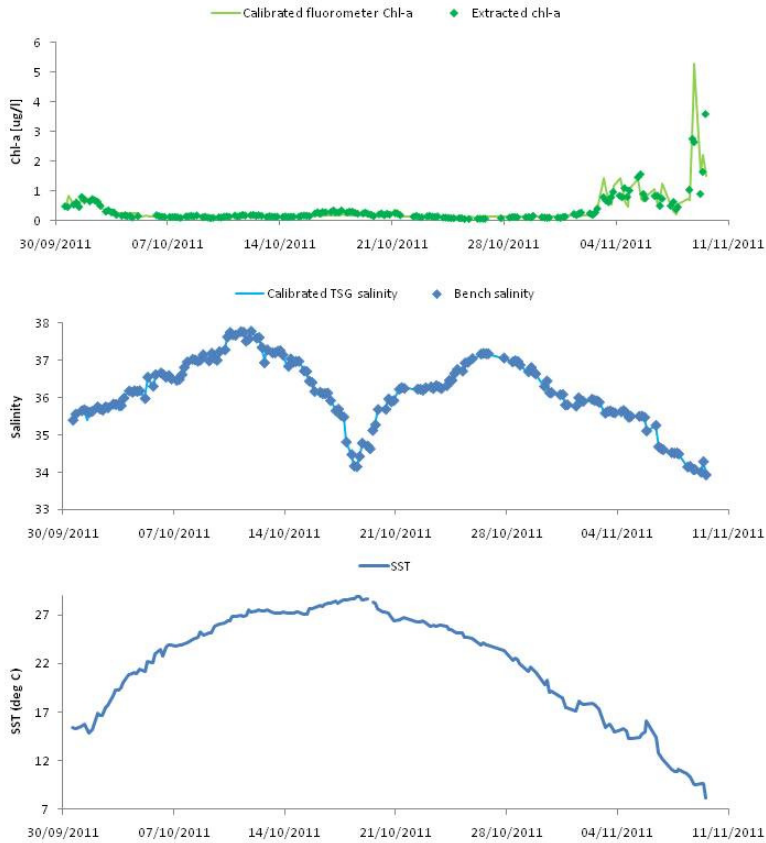 Calibrated fluorometer Chl-a Extracted chl-a
6
5
4
3
2
1
0
Chl-a [ug/l]
30/09/2011 07/10/2011 14/10/2011 21/10/2011 28/10/2011 04/11/2011 11/11/2011
Calibrated TSG salinity Bench salinity
38
37
36
35
34
33
Salinity
30/09/2011 07/10/2011 14/10/2011 21/10/2011 28/10/2011 04/11/2011 11/11/2011
SST
27
22
17
12
7
SST (deg C)
30/09/2011 07/10/2011 14/10/2011 21/10/2011 28/10/2011 04/11/2011 11/11/2011